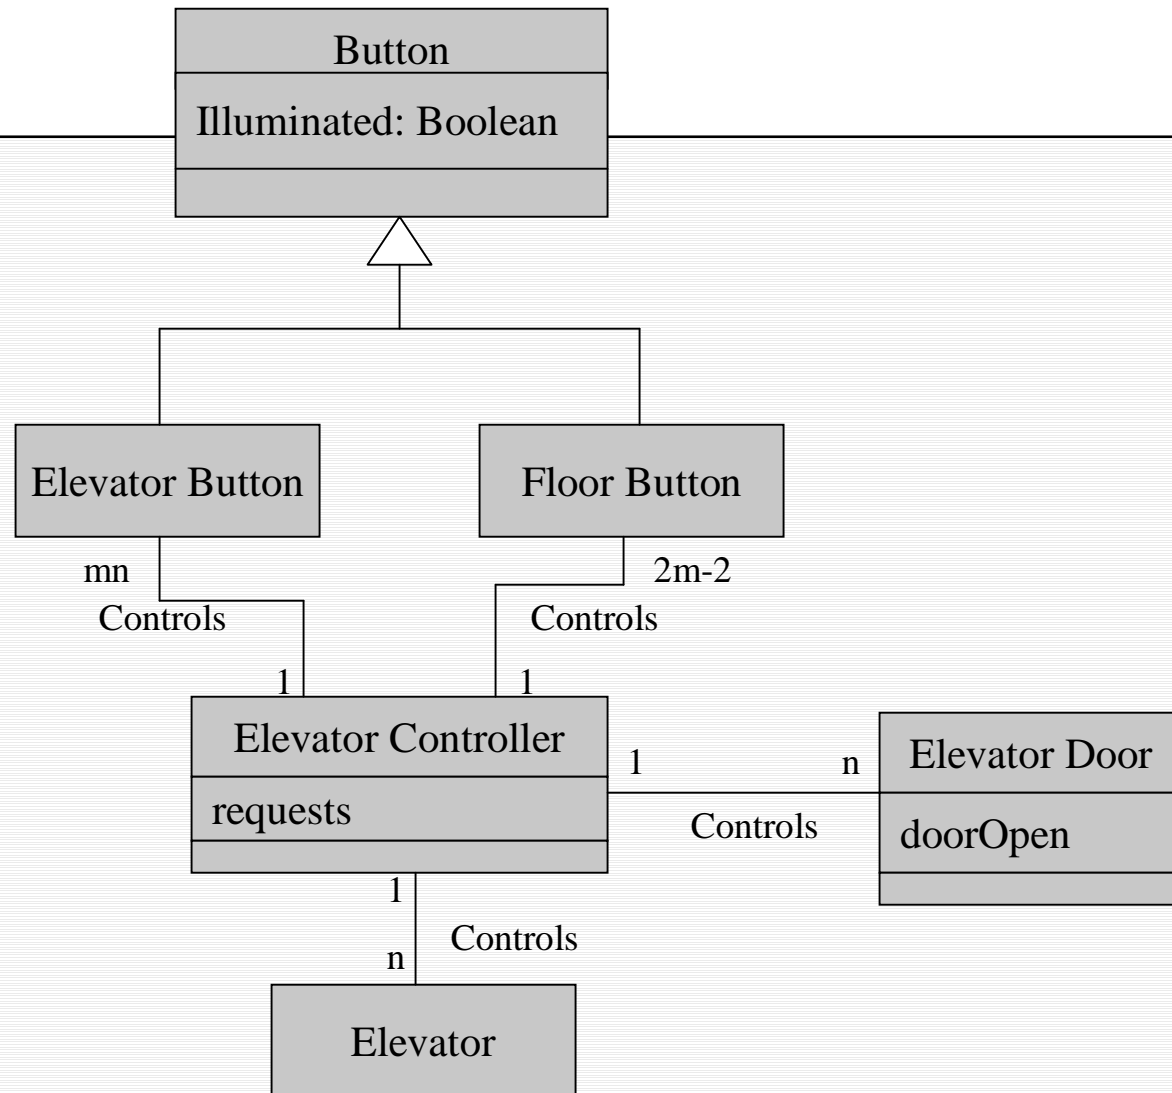 Button
Illuminated: Boolean
Elevator Button
Floor Button
mn
2m-2
Controls
Controls
1
1
Elevator Controller
requests
1
n
Controls
Elevator Door
doorOpen
1
Controls
n
Elevator